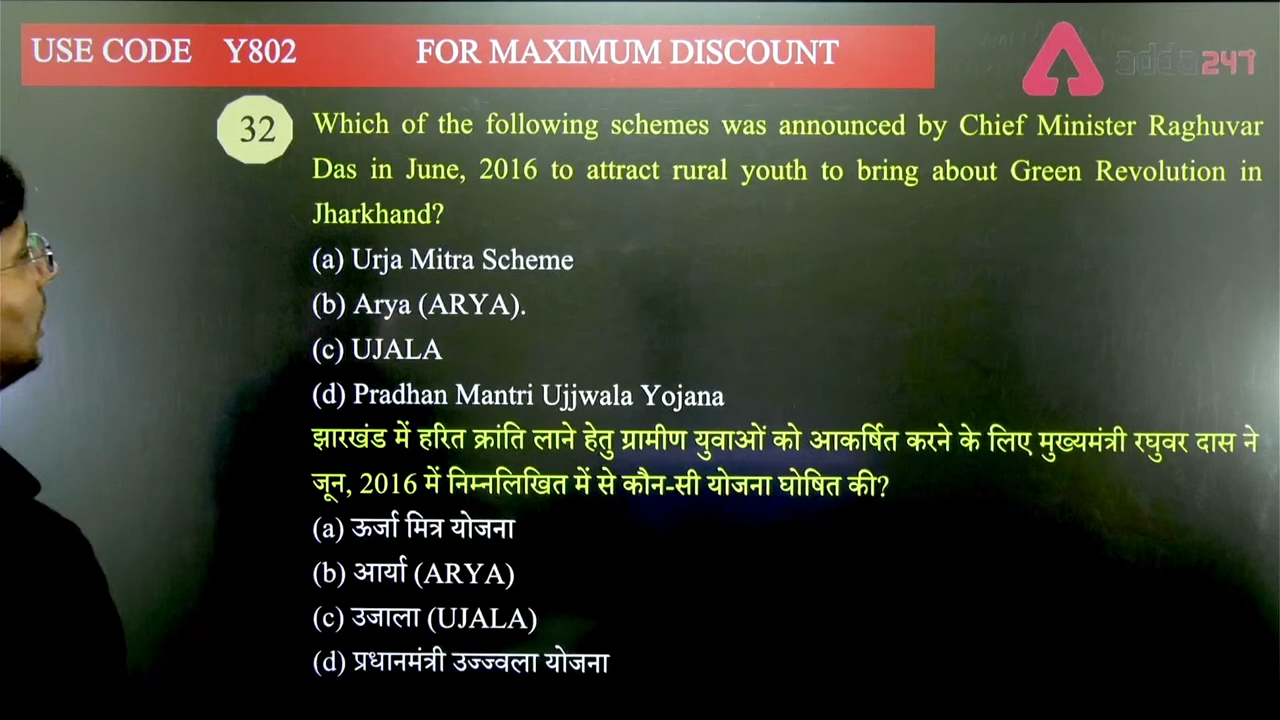 USE CODE Y802 FOR MAXIMUM DISCOUNT
adda247
32
Which of the following schemes was announced by Chief Minister Raghuvar
Das in June, 2016 to attract rural youth to bring about Green Revolution in
Jharkhand?
(a) Urja Mitra Scheme
(b) Arya (ARYA).
(c) UJALA
(d) Pradhan Mantri Ujjwala Yojana
झारखंड में हरित क्रांति लाने हेतु ग्रामीण युवाओं को आकर्षित करने के लिए मुख्यमंत्री रघुवर दास ने
जून, 2016 में निम्नलिखित में से कौन-सी योजना घोषित की?
(a) ऊर्जा मित्र योजना
(b) आर्या (ARYA)
(c) उजाला (UJALA)
(d) प्रधानमंत्री उज्ज्वला योजना